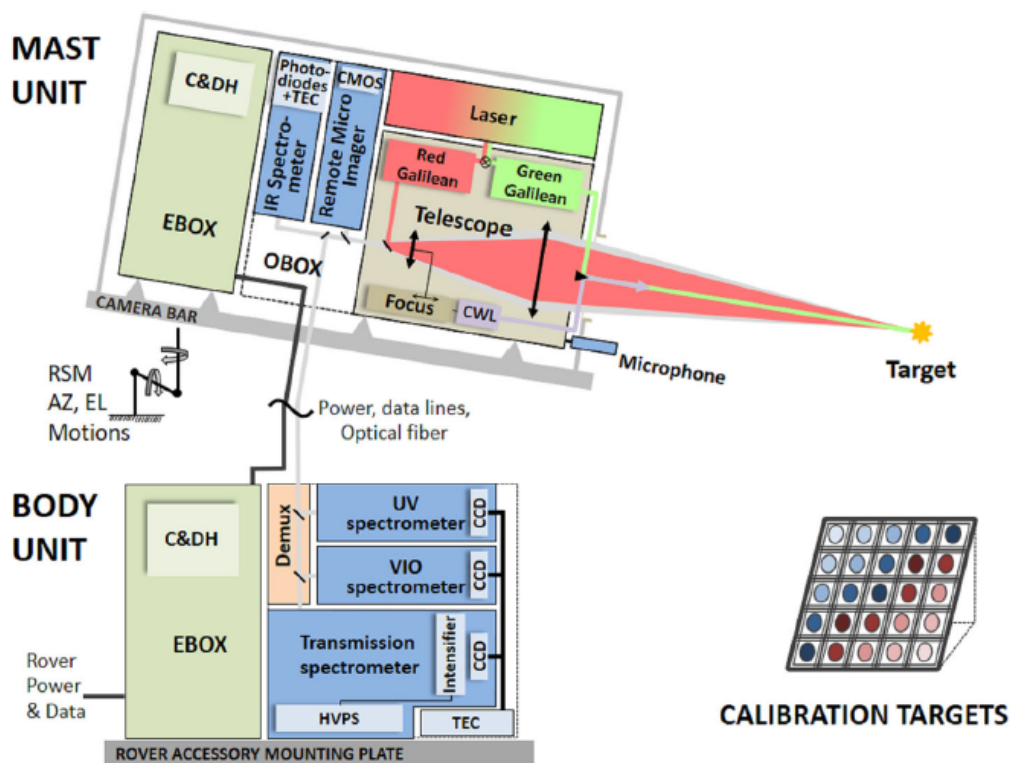 MAST
UNIT
C&DH
EBOX
Photo-
diodes
+TEC
IR Spectro-
meter
CMOS
Remote Micro
Imager
Laser
Red
Galilean
Green
Galilean
Telescope
OBOX
Focus
CWL
CAMERA BAR
Microphone
Target
RSM
AZ, EL
Motions
Power, data lines,
Optical fiber
BODY
UNIT
C&DH
EBOX
Demux
UV
spectrometer
CCD
VIO
spectrometer
CCD
Transmission
spectrometer
Intensifier
CCD
HVPS
TEC
Rover
Power
& Data
ROVER ACCESSORY MOUNTING PLATE
CALIBRATION TARGETS